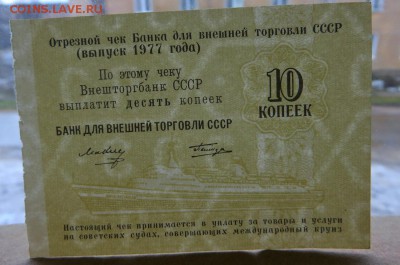 COINS.LAVE.RU
Отрезной чек Банка для внешней торговли СССР
(выпуск 1977 года)
По этому чеку
Внешторгбанк СССР
выплатит десять копеек
10
КОПЕЕК
БАНК ДЛЯ ВНЕШНЕЙ ТОРГОВЛИ СССР
Настоящий чек принимается в уплату за товары и услуги
на советских судах, совершающих международный круиз